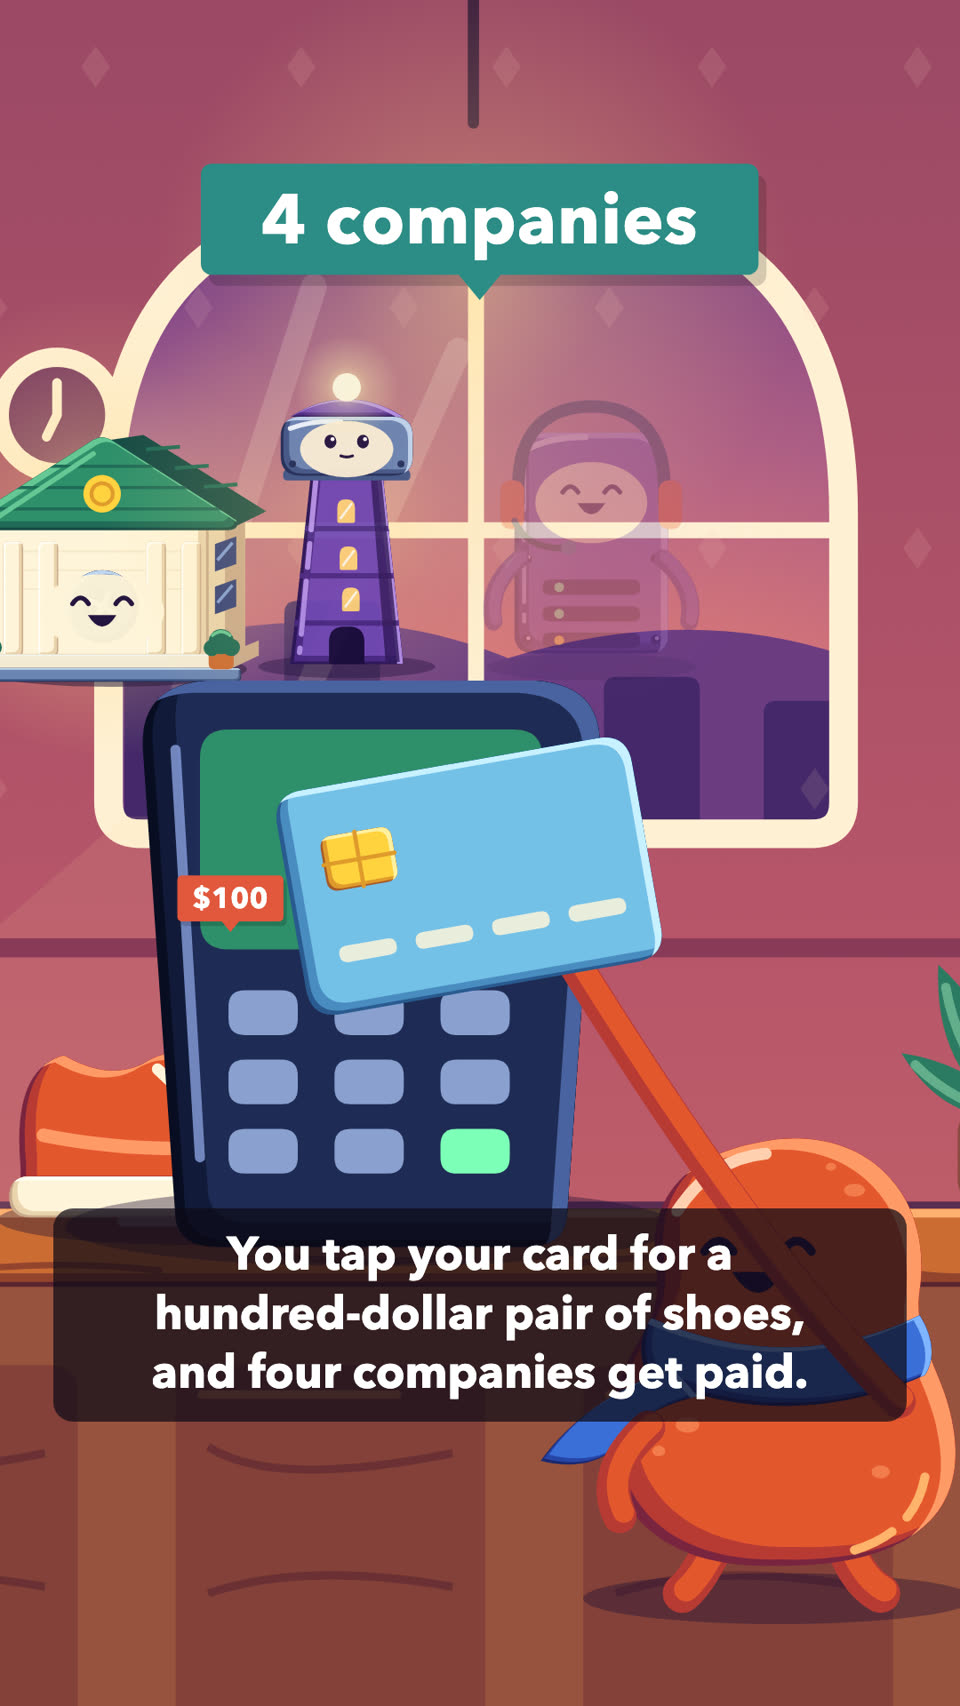 4 companies
$100
You tap your card for a
hundred-dollar pair of shoes,
and four companies get paid.